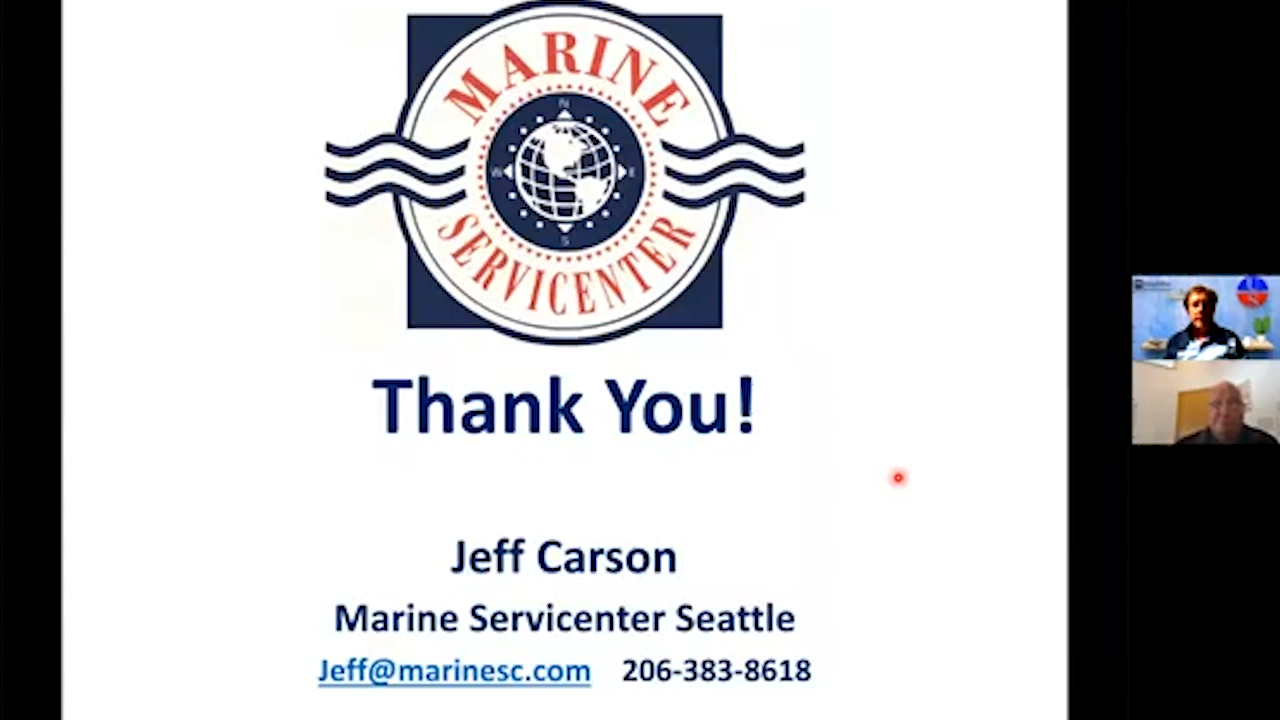 MARINE
N
W
E
S
SERVICENTER
Thank You!
Jeff Carson
Marine Servicenter Seattle
Jeff@marinesc.com 206-383-8618